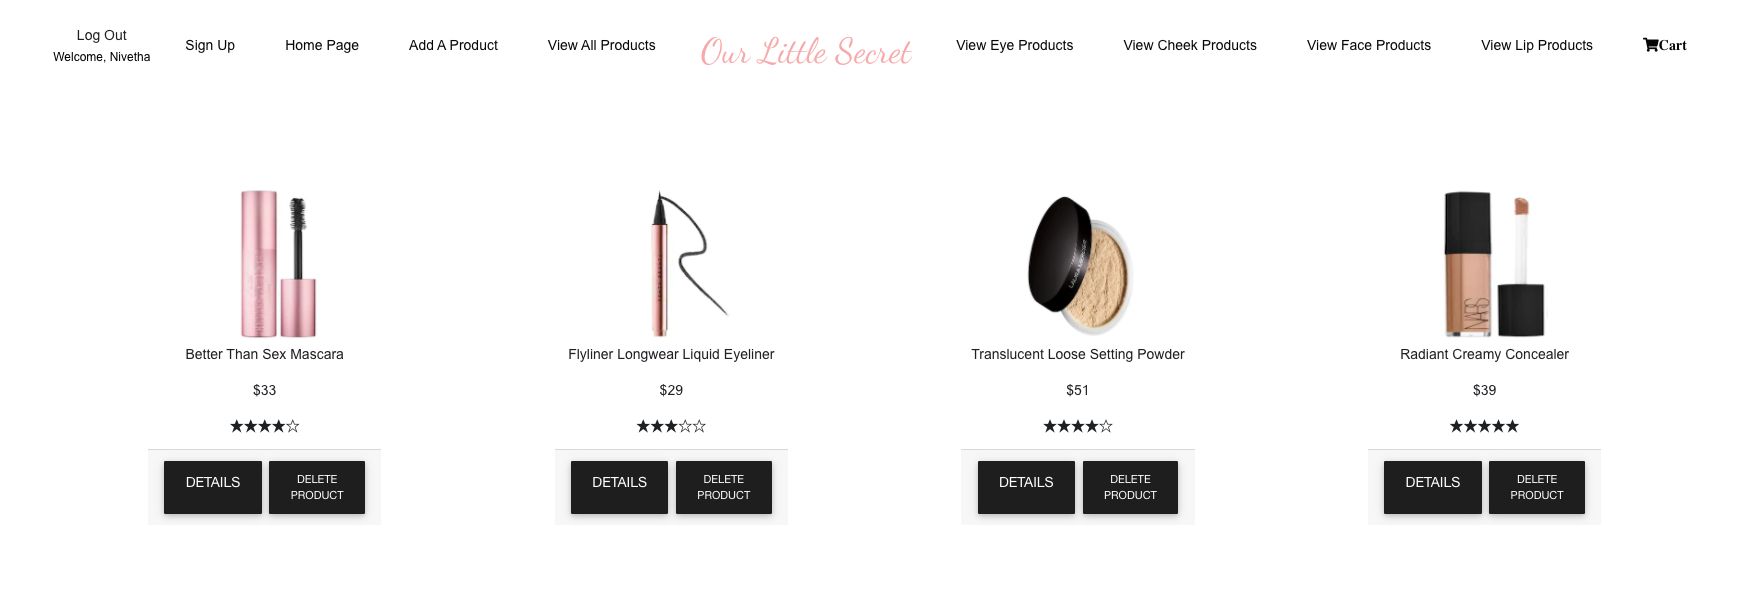 Log Out
Welcome, Nivetha
Sign Up
Home Page
Add A Product
View All Products
Our Little Secret
View Eye Products
View Cheek Products
View Face Products
View Lip Products
Cart
NARS
Better Than Sex Mascara
$33
★★★★☆
DETAILS
DELETE
PRODUCT
Flyliner Longwear Liquid Eyeliner
$29
★★★☆☆
DETAILS
DELETE
PRODUCT
Translucent Loose Setting Powder
$51
★★★★☆
DETAILS
DELETE
PRODUCT
Radiant Creamy Concealer
$39
★★★★★
DETAILS
DELETE
PRODUCT